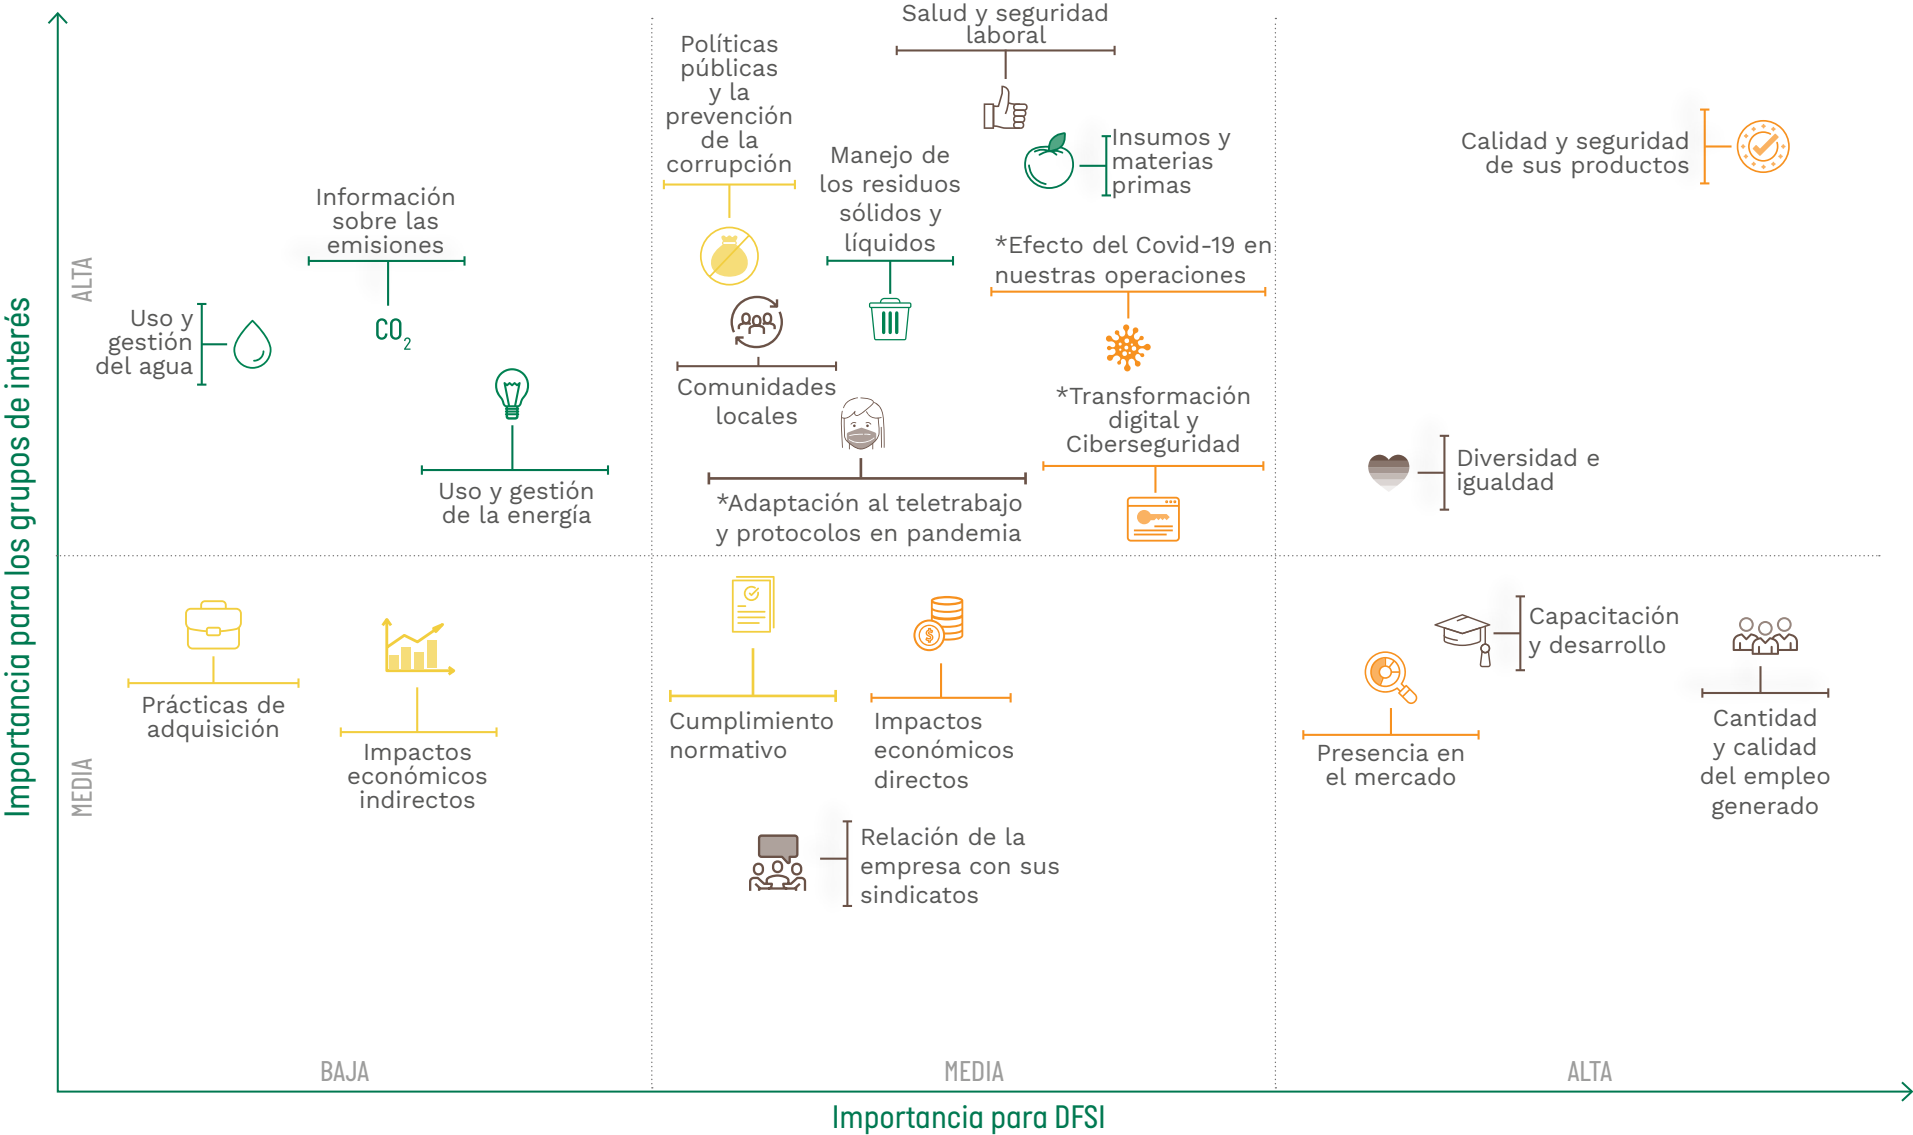 Importancia para los grupos de interés
ALTA
MEDIA
Uso y
gestión
del agua
Información
sobre las
emisiones
CO2
Uso y gestión
de la energía
Políticas
públicas
y la
prevención
de la
corrupción
Salud y seguridad
laboral
Manejo de
los residuos
sólidos y
líquidos
Insumos y
materias
primas
*Efecto del Covid-19 en
nuestras operaciones
Comunidades
locales
*Adaptación al teletrabajo
y protocolos en pandemia
*Transformación
digital y
Ciberseguridad
Calidad y seguridad
de sus productos
Diversidad e
igualdad
Prácticas de
adquisición
Impactos
económicos
indirectos
Cumplimiento
normativo
$
Impactos
económicos
directos
Relación de la
empresa con sus
sindicatos
Presencia en
el mercado
Capacitación
y desarrollo
Cantidad
y calidad
del empleo
generado
BAJA
MEDIA
ALTA
Importancia para DFSI